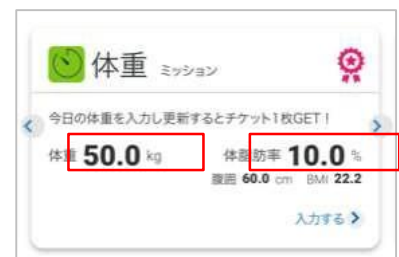 体重 ミッション
今日の体重を入力し更新するとチケット1枚GET！
体重 50.0 kg 体脂肪率 10.0 %
腹囲 60.0 cm BMI 22.2
入力する